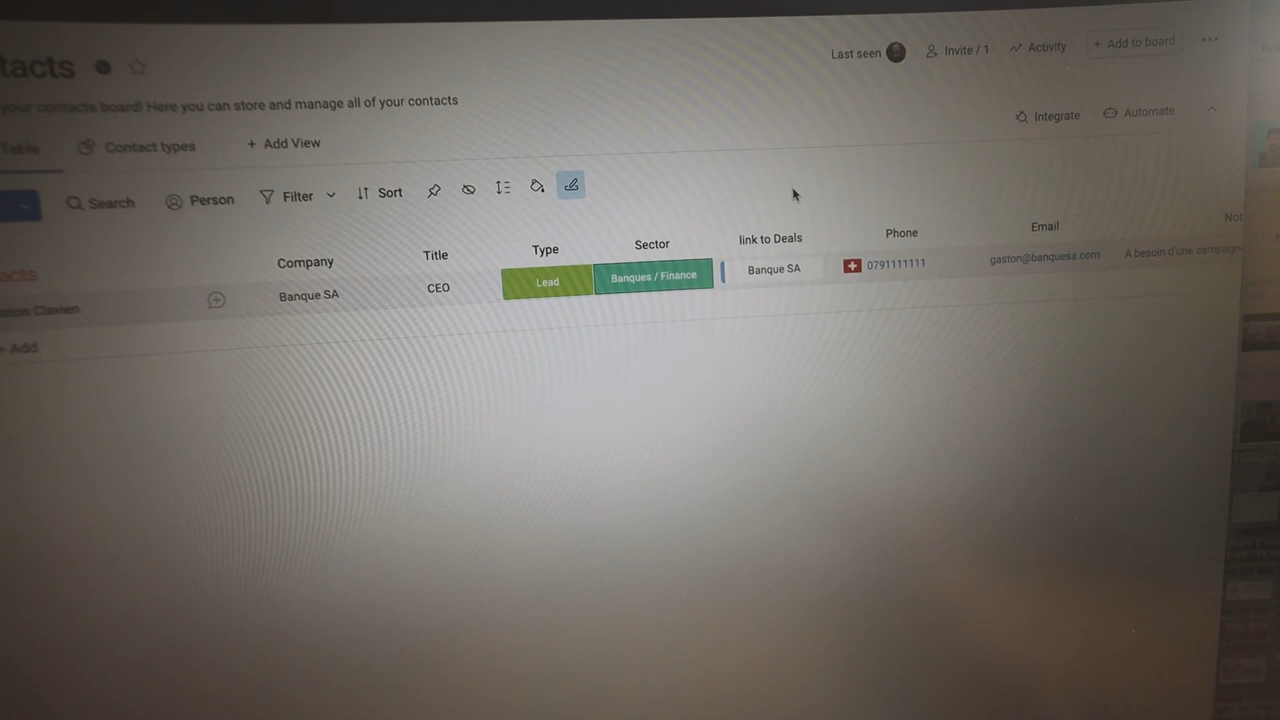 tacts
Last seen Invite / 1 Activity + Add to board
your contacts board! Here you can store and manage all of your contacts
Integrate Automate
Table Contact types + Add View
Search Person Filter Sort
acts Company Title Type Sector link to Deals Phone Email Not
ston Clavien Banque SA CEO Lead Banques / Finance Banque SA 0791111111 gaston@banquesa.com A besoin d'une campagn
+ Add